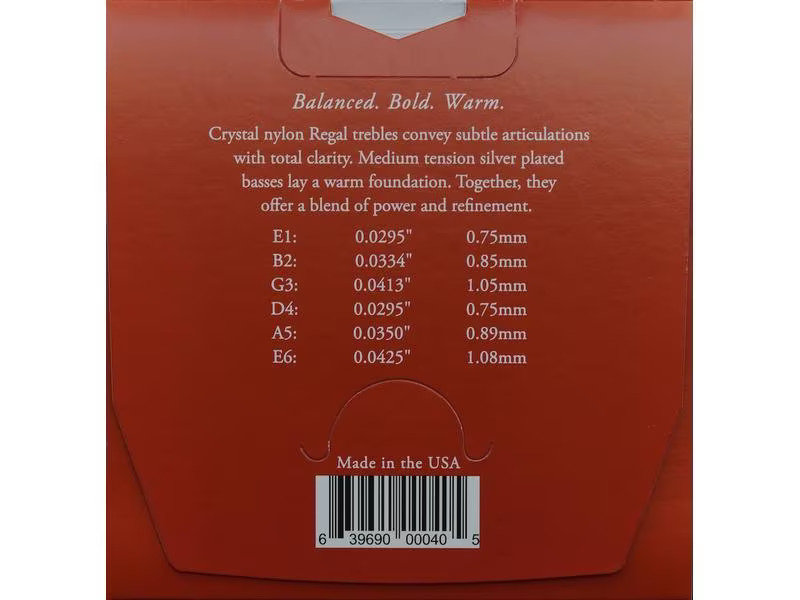 Balanced. Bold. Warm.
Crystal nylon Regal trebles convey subtle articulations
with total clarity. Medium tension silver plated
basses lay a warm foundation. Together, they
offer a blend of power and refinement.
E1: 0.0295" 0.75mm
B2: 0.0334" 0.85mm
G3: 0.0413" 1.05mm
D4: 0.0295" 0.75mm
A5: 0.0350" 0.89mm
E6: 0.0425" 1.08mm
Made in the USA
6 39690 00040 5